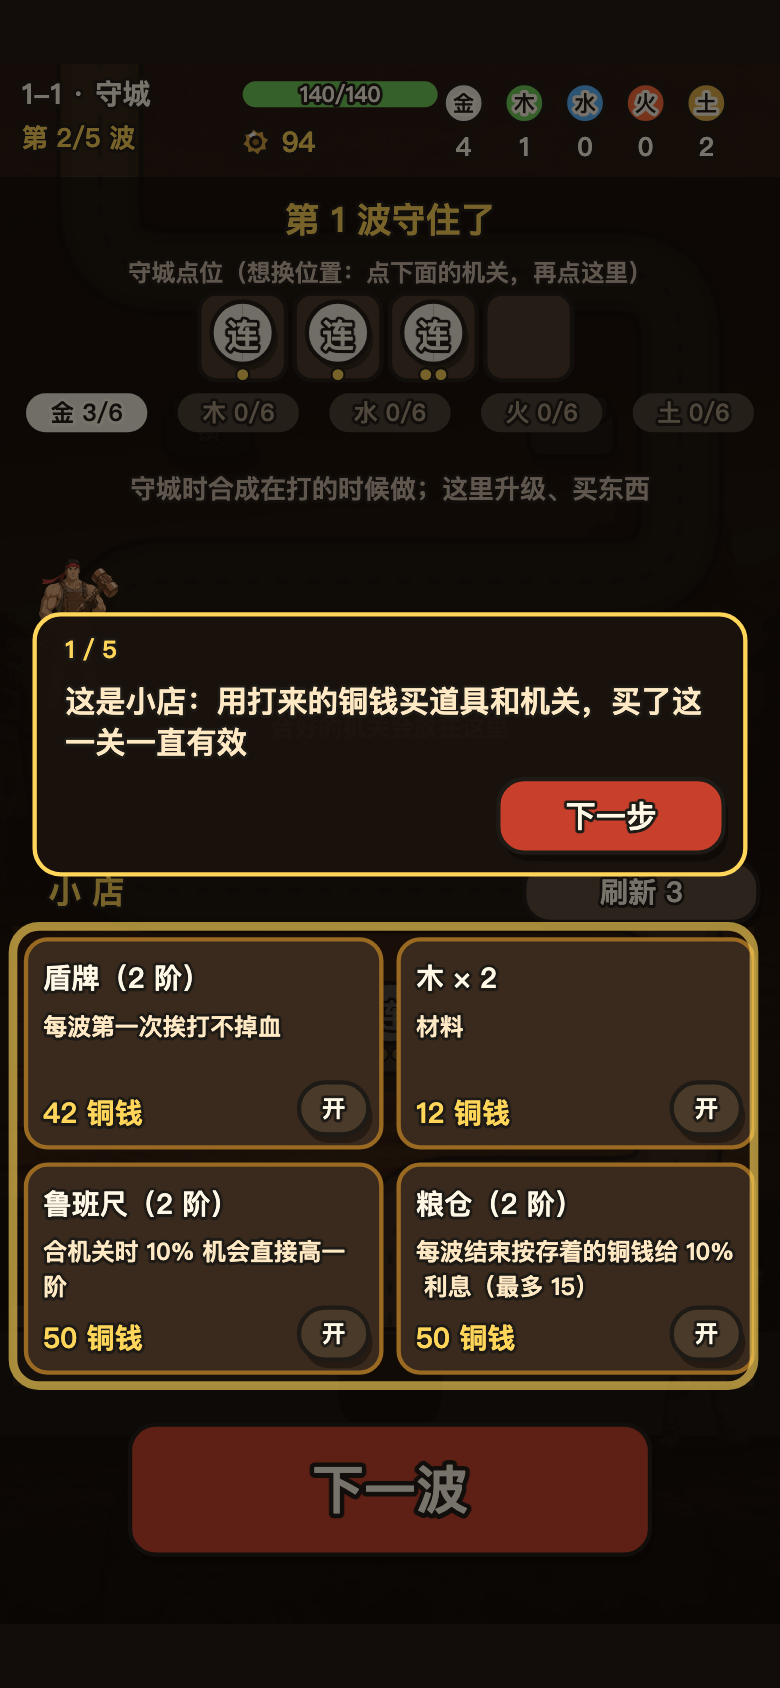 1–1 · 守城
140/140
金 木 水 火 土
第 2/5 波
94
4 1 0 0 2
第 1 波守住了
守城点位（想换位置：点下面的机关，再点这里）
连 连 连
金 3/6 木 0/6 水 0/6 火 0/6 土 0/6
守城时合成在打的时候做；这里升级、买东西
1 / 5
这是小店：用打来的铜钱买道具和机关，买了这
一关一直有效
下一步
小 店
刷新 3
盾牌（2 阶）
每波第一次挨打不掉血
42 铜钱
开
木 × 2
材料
12 铜钱
开
鲁班尺（2 阶）
合机关时 10% 机会直接高一
阶
50 铜钱
开
粮仓（2 阶）
每波结束按存着的铜钱给 10%
利息（最多 15）
50 铜钱
开
下一波